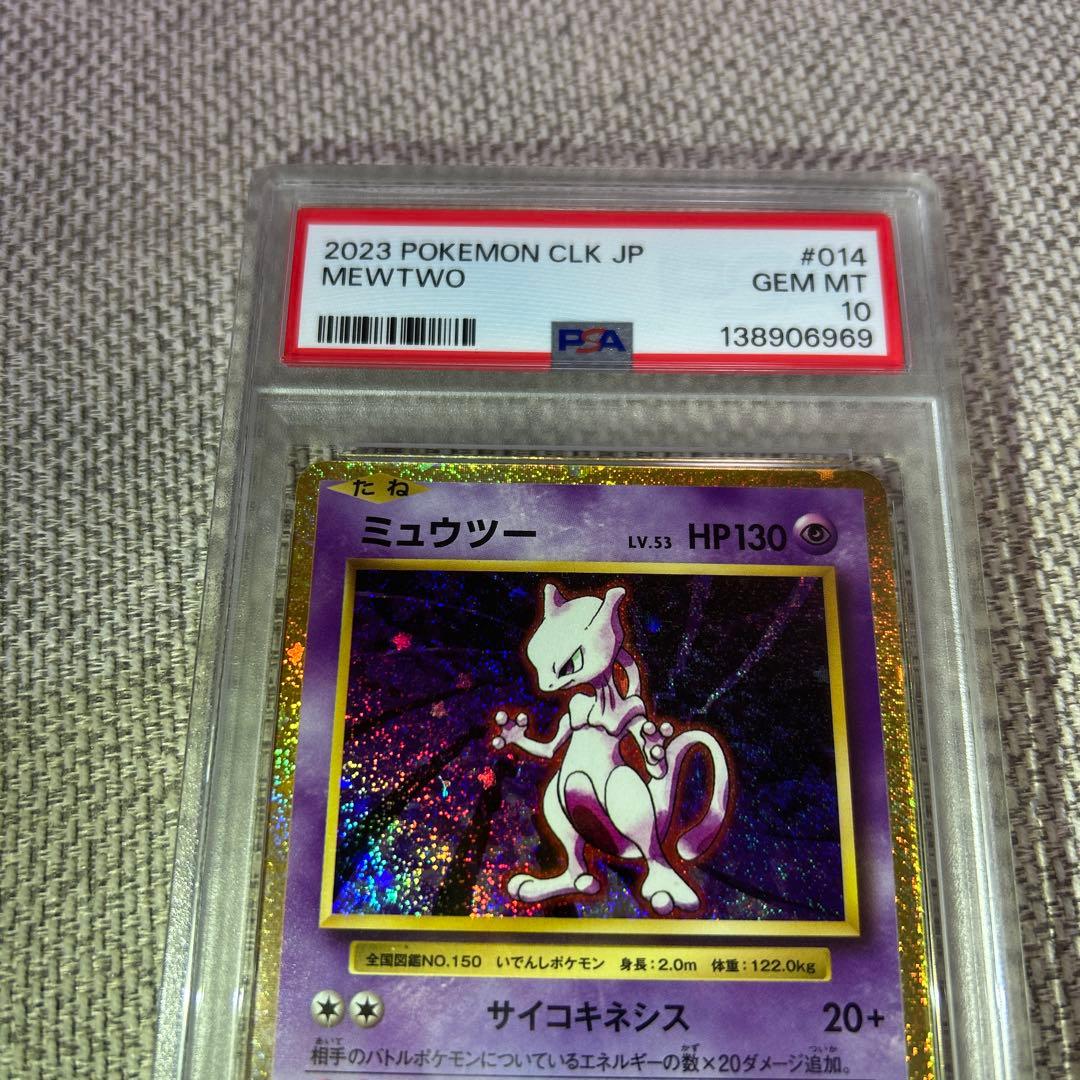 2023 POKEMON CLK JP #014
MEWTWO GEM MT
10
PSA 138906969
たね
ミュウツー LV.53 HP130
全国図鑑NO.150 いでんしポケモン 身長:2.0m 体重:122.0kg
サイコキネシス 20+
相手のバトルポケモンについているエネルギーの数×20ダメージ追加。